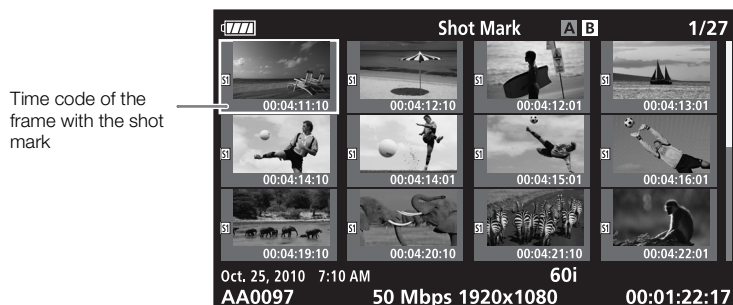 Shot Mark A B 1/27
Time code of the
frame with the shot
mark
S1 00:04:11:10
S1 00:04:12:10
S1 00:04:12:01
S1 00:04:13:01
S1 00:04:14:10
S1 00:04:14:01
S1 00:04:15:01
S1 00:04:16:01
S1 00:04:19:10
S1 00:04:20:10
S1 00:04:21:10
S1 00:04:22:01
Oct. 25, 2010 7:10 AM 60i
AA0097 50 Mbps 1920x1080 00:01:22:17